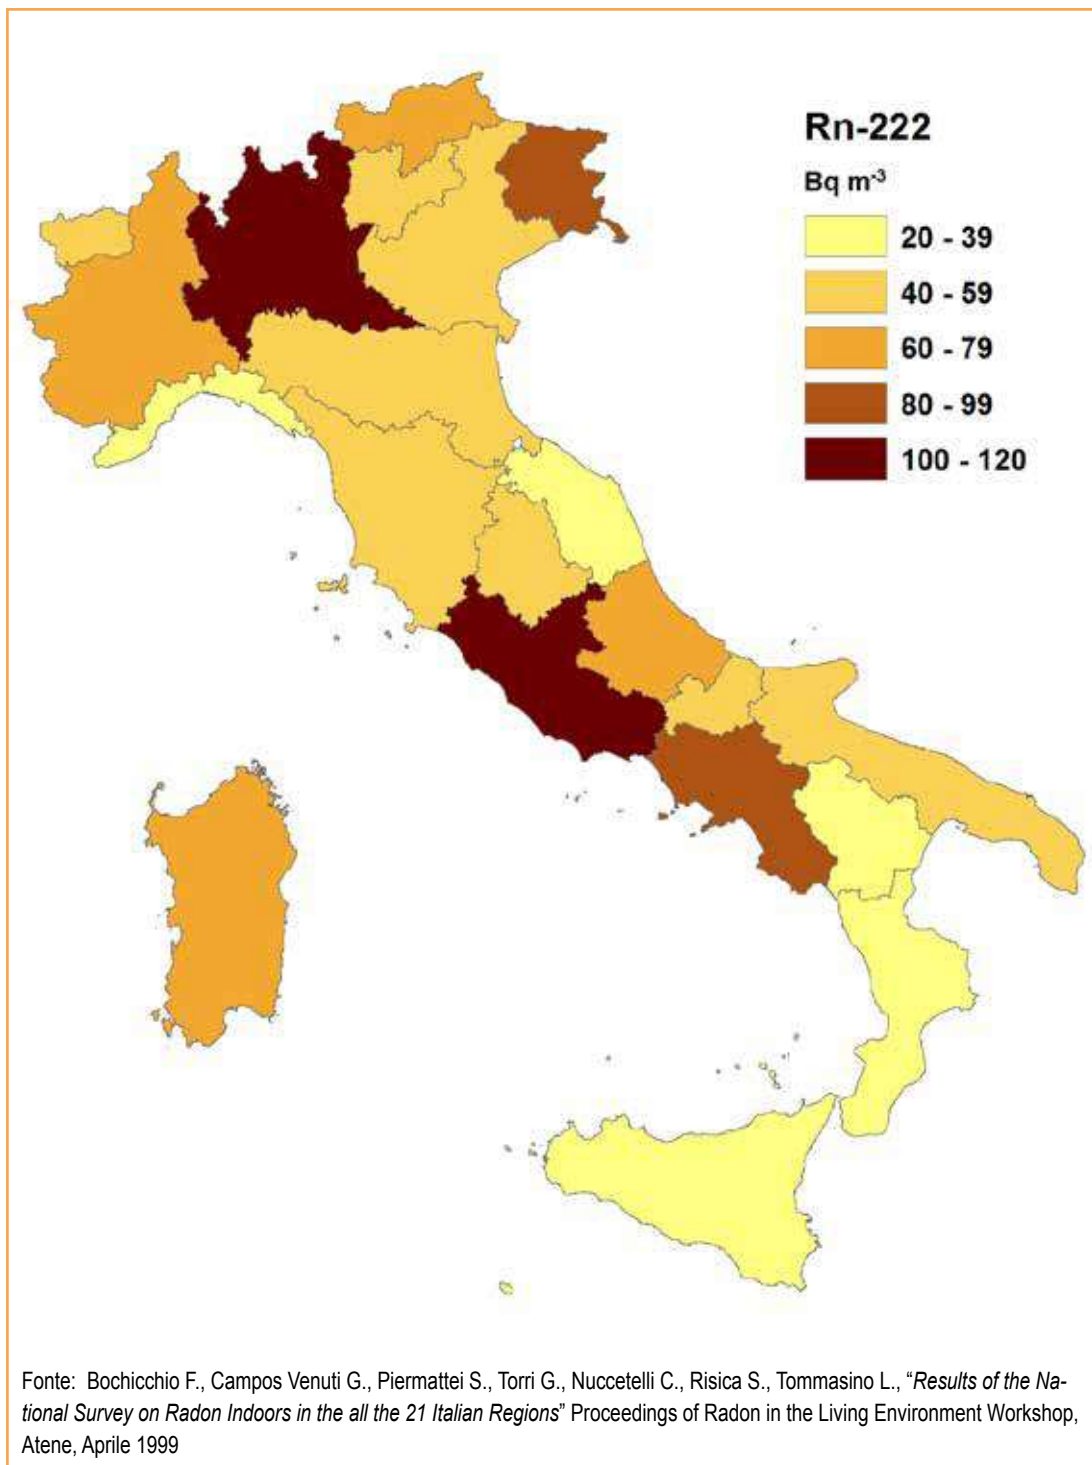 Rn-222
Bq m-3
20 - 39
40 - 59
60 - 79
80 - 99
100 - 120
Fonte: Bochicchio F., Campos Venuti G., Piermattei S., Torri G., Nuccetelli C., Risica S., Tommasino L., “Results of the Na-
tional Survey on Radon Indoors in the all the 21 Italian Regions” Proceedings of Radon in the Living Environment Workshop,
Atene, Aprile 1999